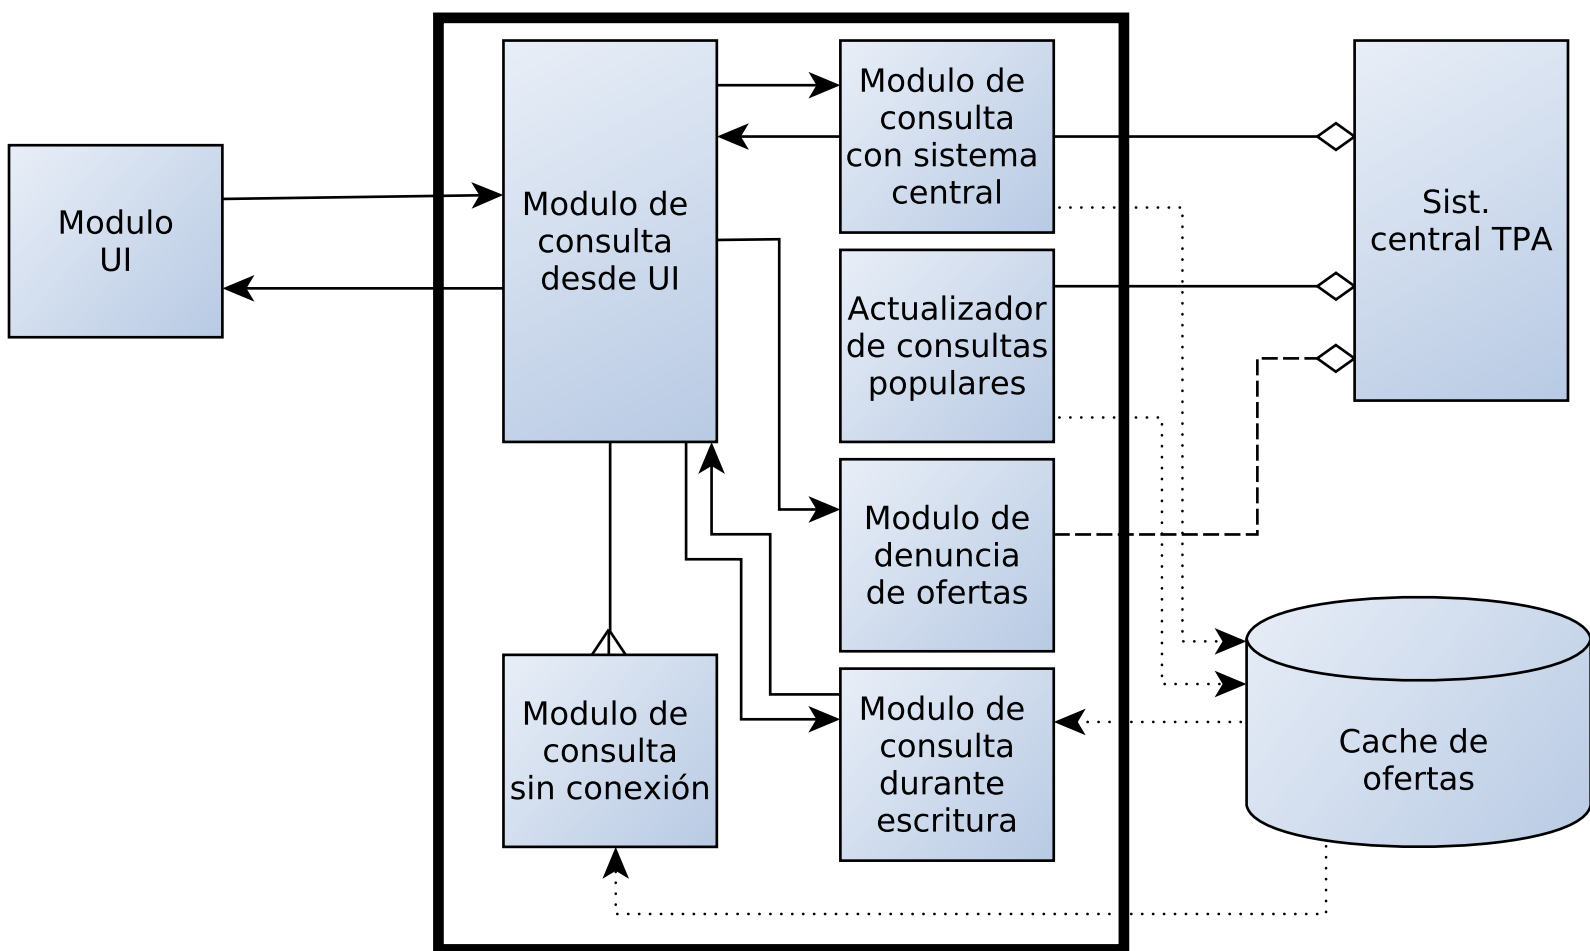 Modulo
UI
Modulo de
consulta
desde UI
Modulo de
consulta
con sistema
central
Actualizador
de consultas
populares
Modulo de
denuncia
de ofertas
Modulo de
consulta
sin conexión
Modulo de
consulta
durante
escritura
Sist.
central TPA
Cache de
ofertas